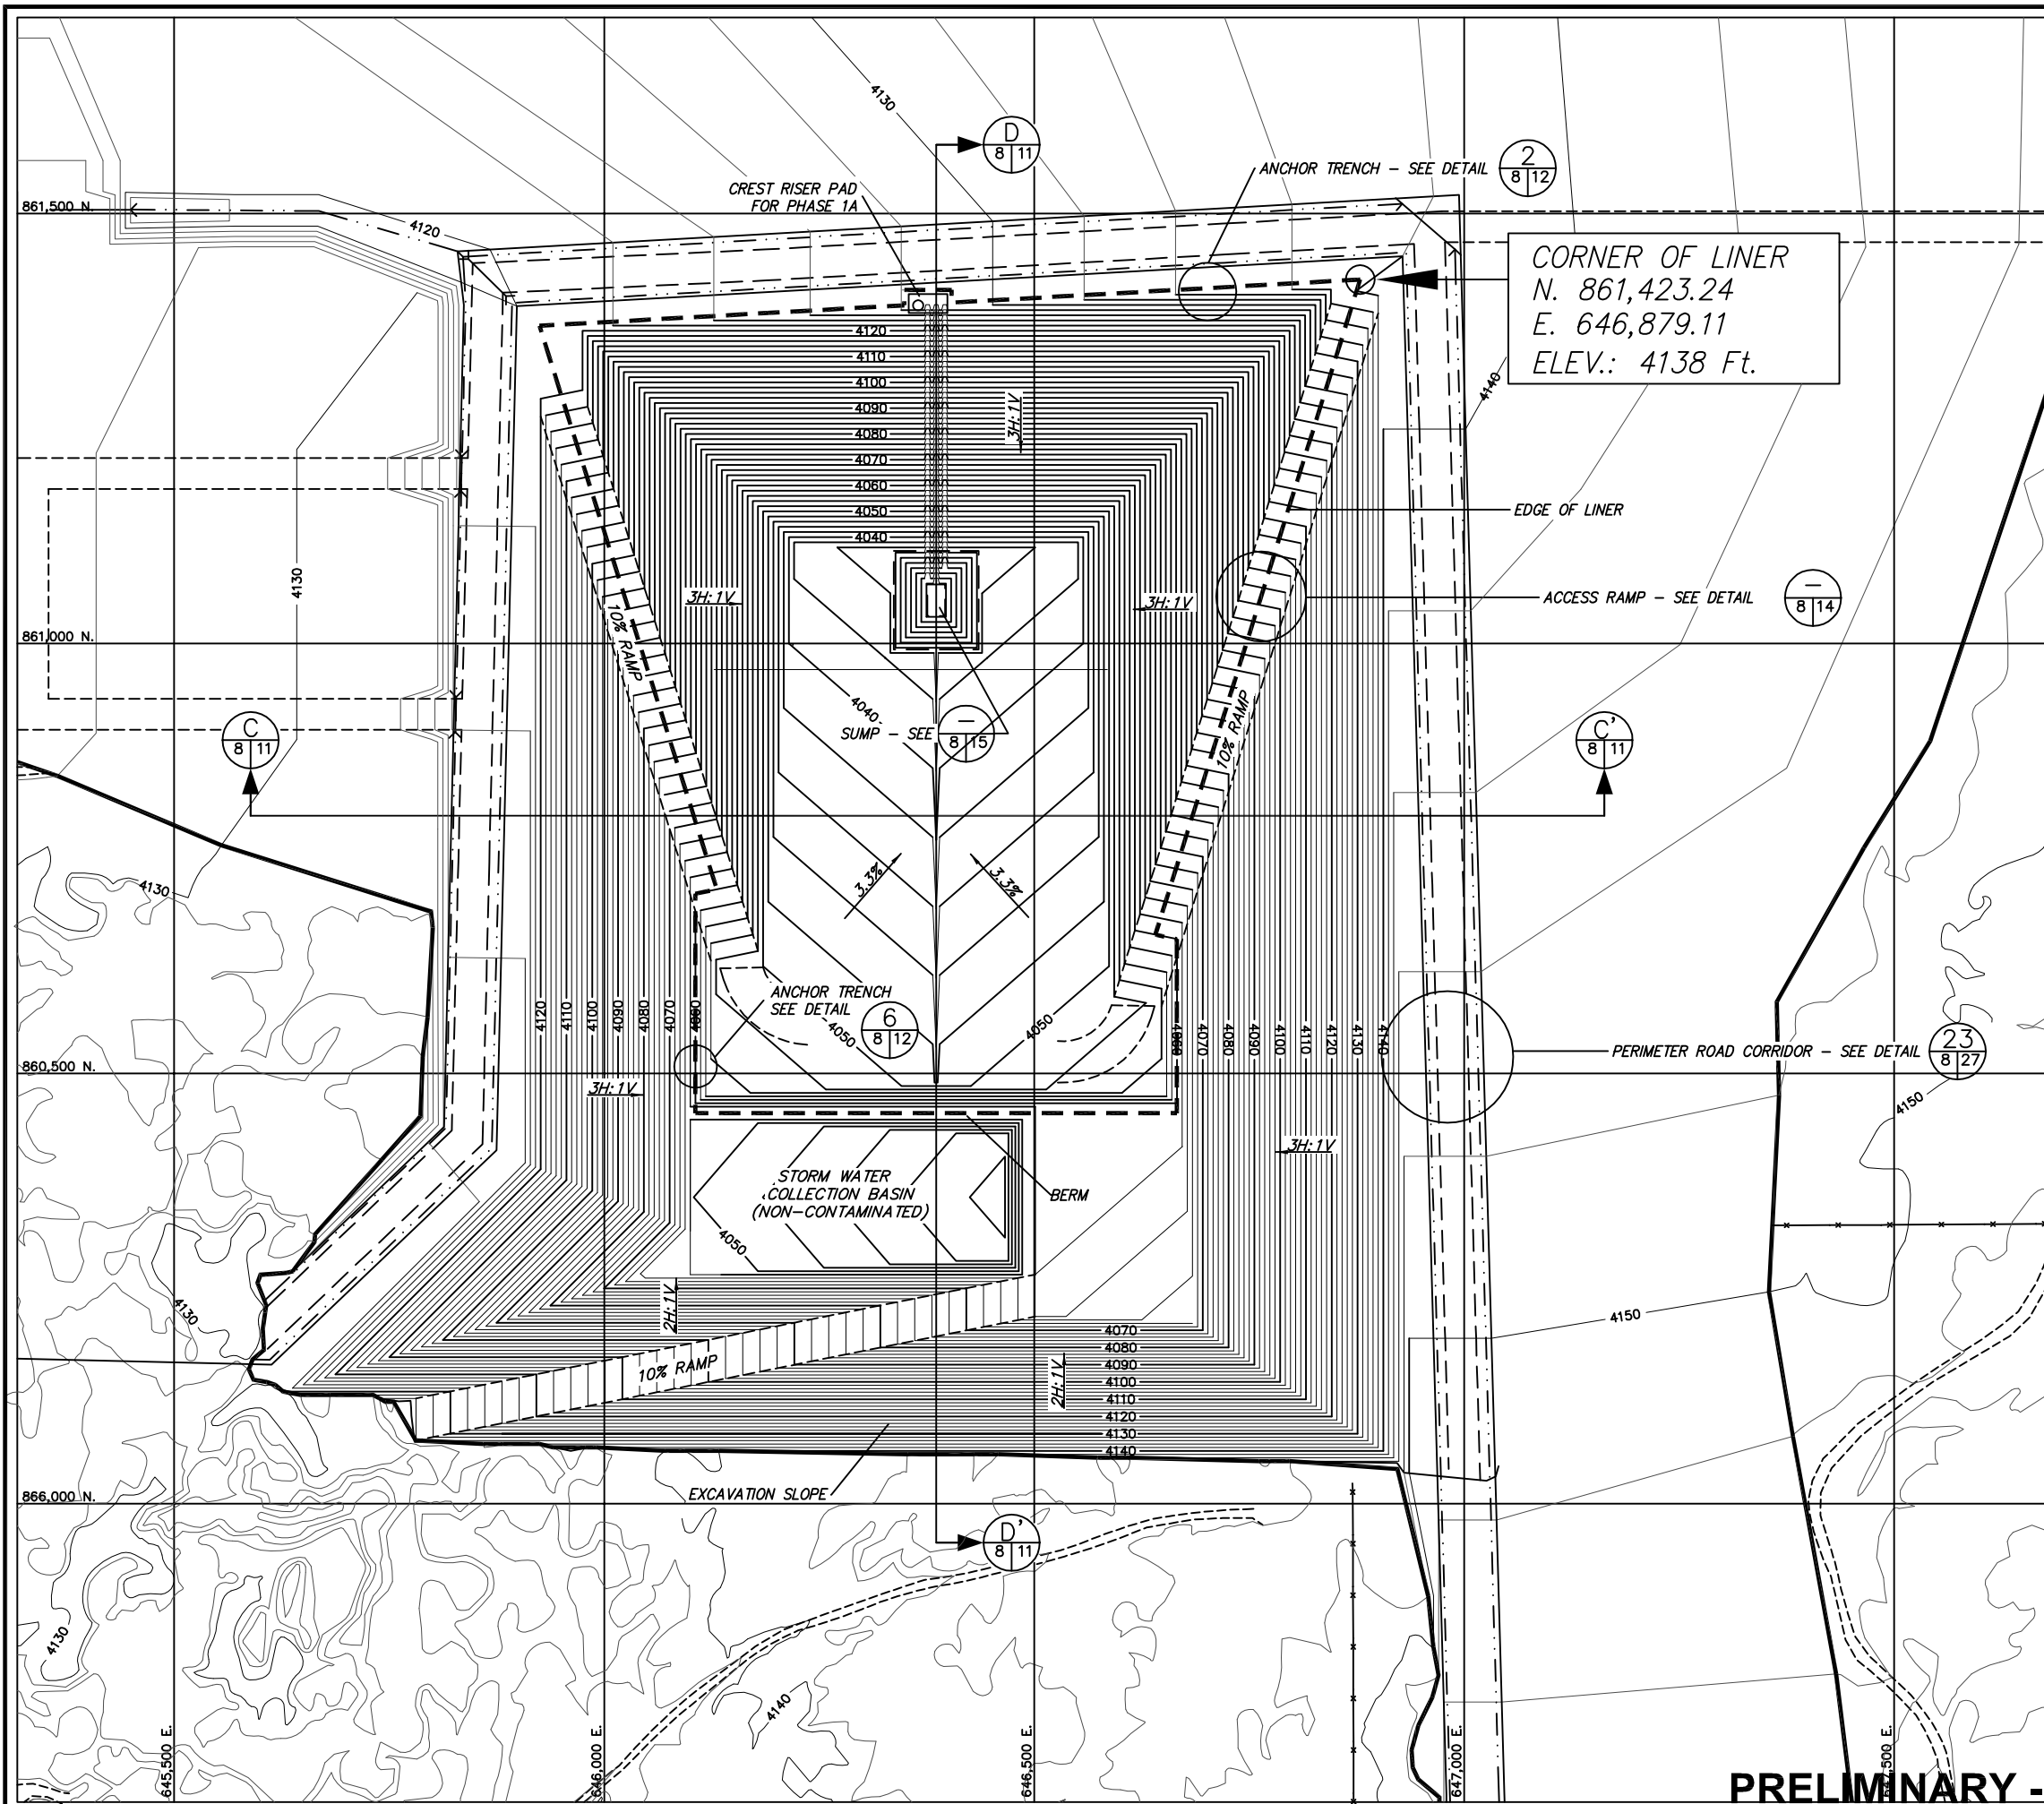 4130
D
8 11
ANCHOR TRENCH – SEE DETAIL
2
8 12
CREST RISER PAD
FOR PHASE 1A
861,500 N.
4120
CORNER OF LINER
N. 861,423.24
E. 646,879.11
ELEV.: 4138 Ft.
4120
4110
4100
4090
4080
4070
4060
4050
4040
3H:1V
4140
EDGE OF LINER
4130
3H:1V
3H:1V
10% RAMP
ACCESS RAMP – SEE DETAIL
–
8 14
861,000 N.
4040
SUMP – SEE
–
8 15
10% RAMP
C
8 11
C'
8 11
4130
3.3%
3.3%
ANCHOR TRENCH
SEE DETAIL
6
8 12
4120
4110
4100
4090
4080
4070
4060
4050
4050
4060
4070
4080
4090
4100
4110
4120
4130
4140
PERIMETER ROAD CORRIDOR – SEE DETAIL
23
8 27
860,500 N.
3H:1V
4150
3H:1V
STORM WATER
COLLECTION BASIN
(NON-CONTAMINATED)
BERM
4050
4130
2H:1V
4150
10% RAMP
2H:1V
4070
4080
4090
4100
4110
4120
4130
4140
EXCAVATION SLOPE
866,000 N.
D'
8 11
4130
4140
645,500 E.
646,000 E.
646,500 E.
647,000 E.
647,500 E.
PRELIMINARY -